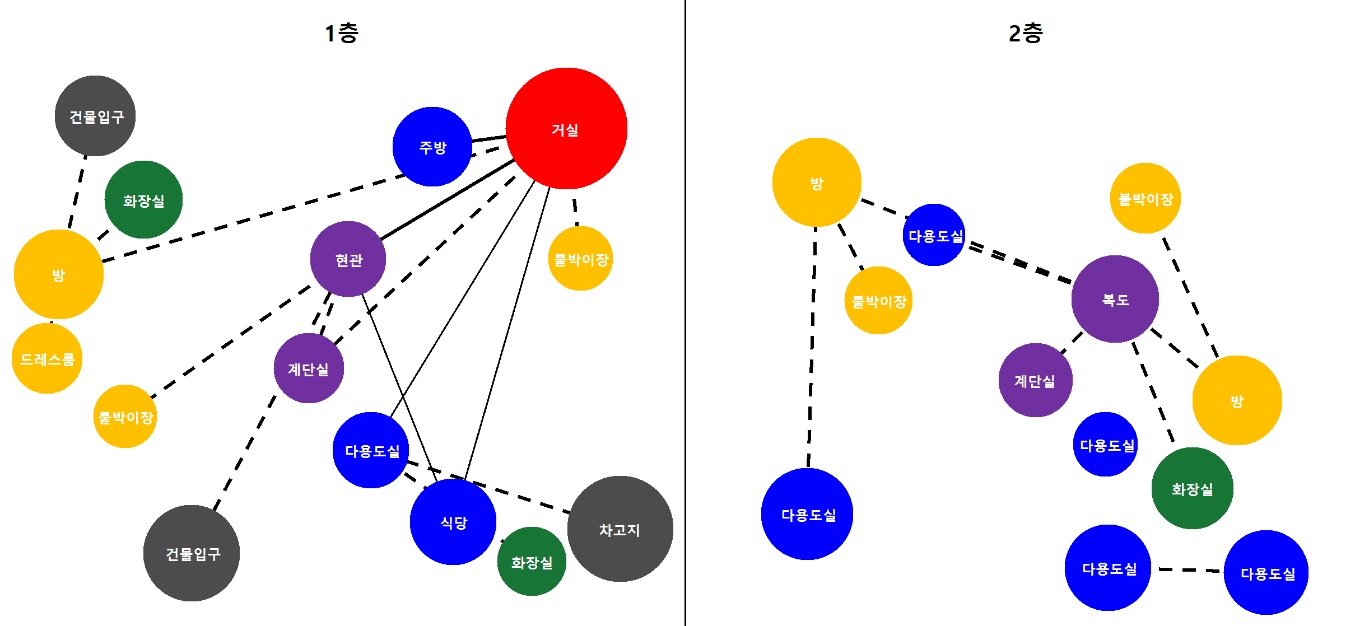 1층
건물입구
주방
거실
화장실
현관
붙박이장
방
드레스룸
계단실
붙박이장
다용도실
식당
차고지
건물입구
화장실
2층
방
붙박이장
다용도실
붙박이장
복도
계단실
방
다용도실
화장실
다용도실
다용도실
다용도실